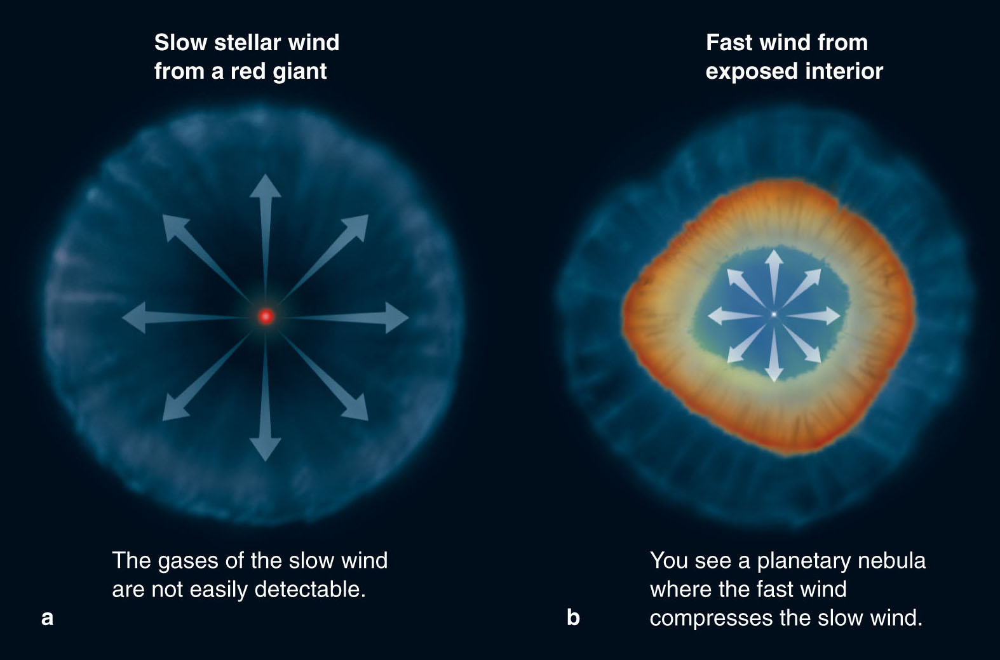 Slow stellar wind
from a red giant
The gases of the slow wind
are not easily detectable.
a
Fast wind from
exposed interior
You see a planetary nebula
where the fast wind
compresses the slow wind.
b